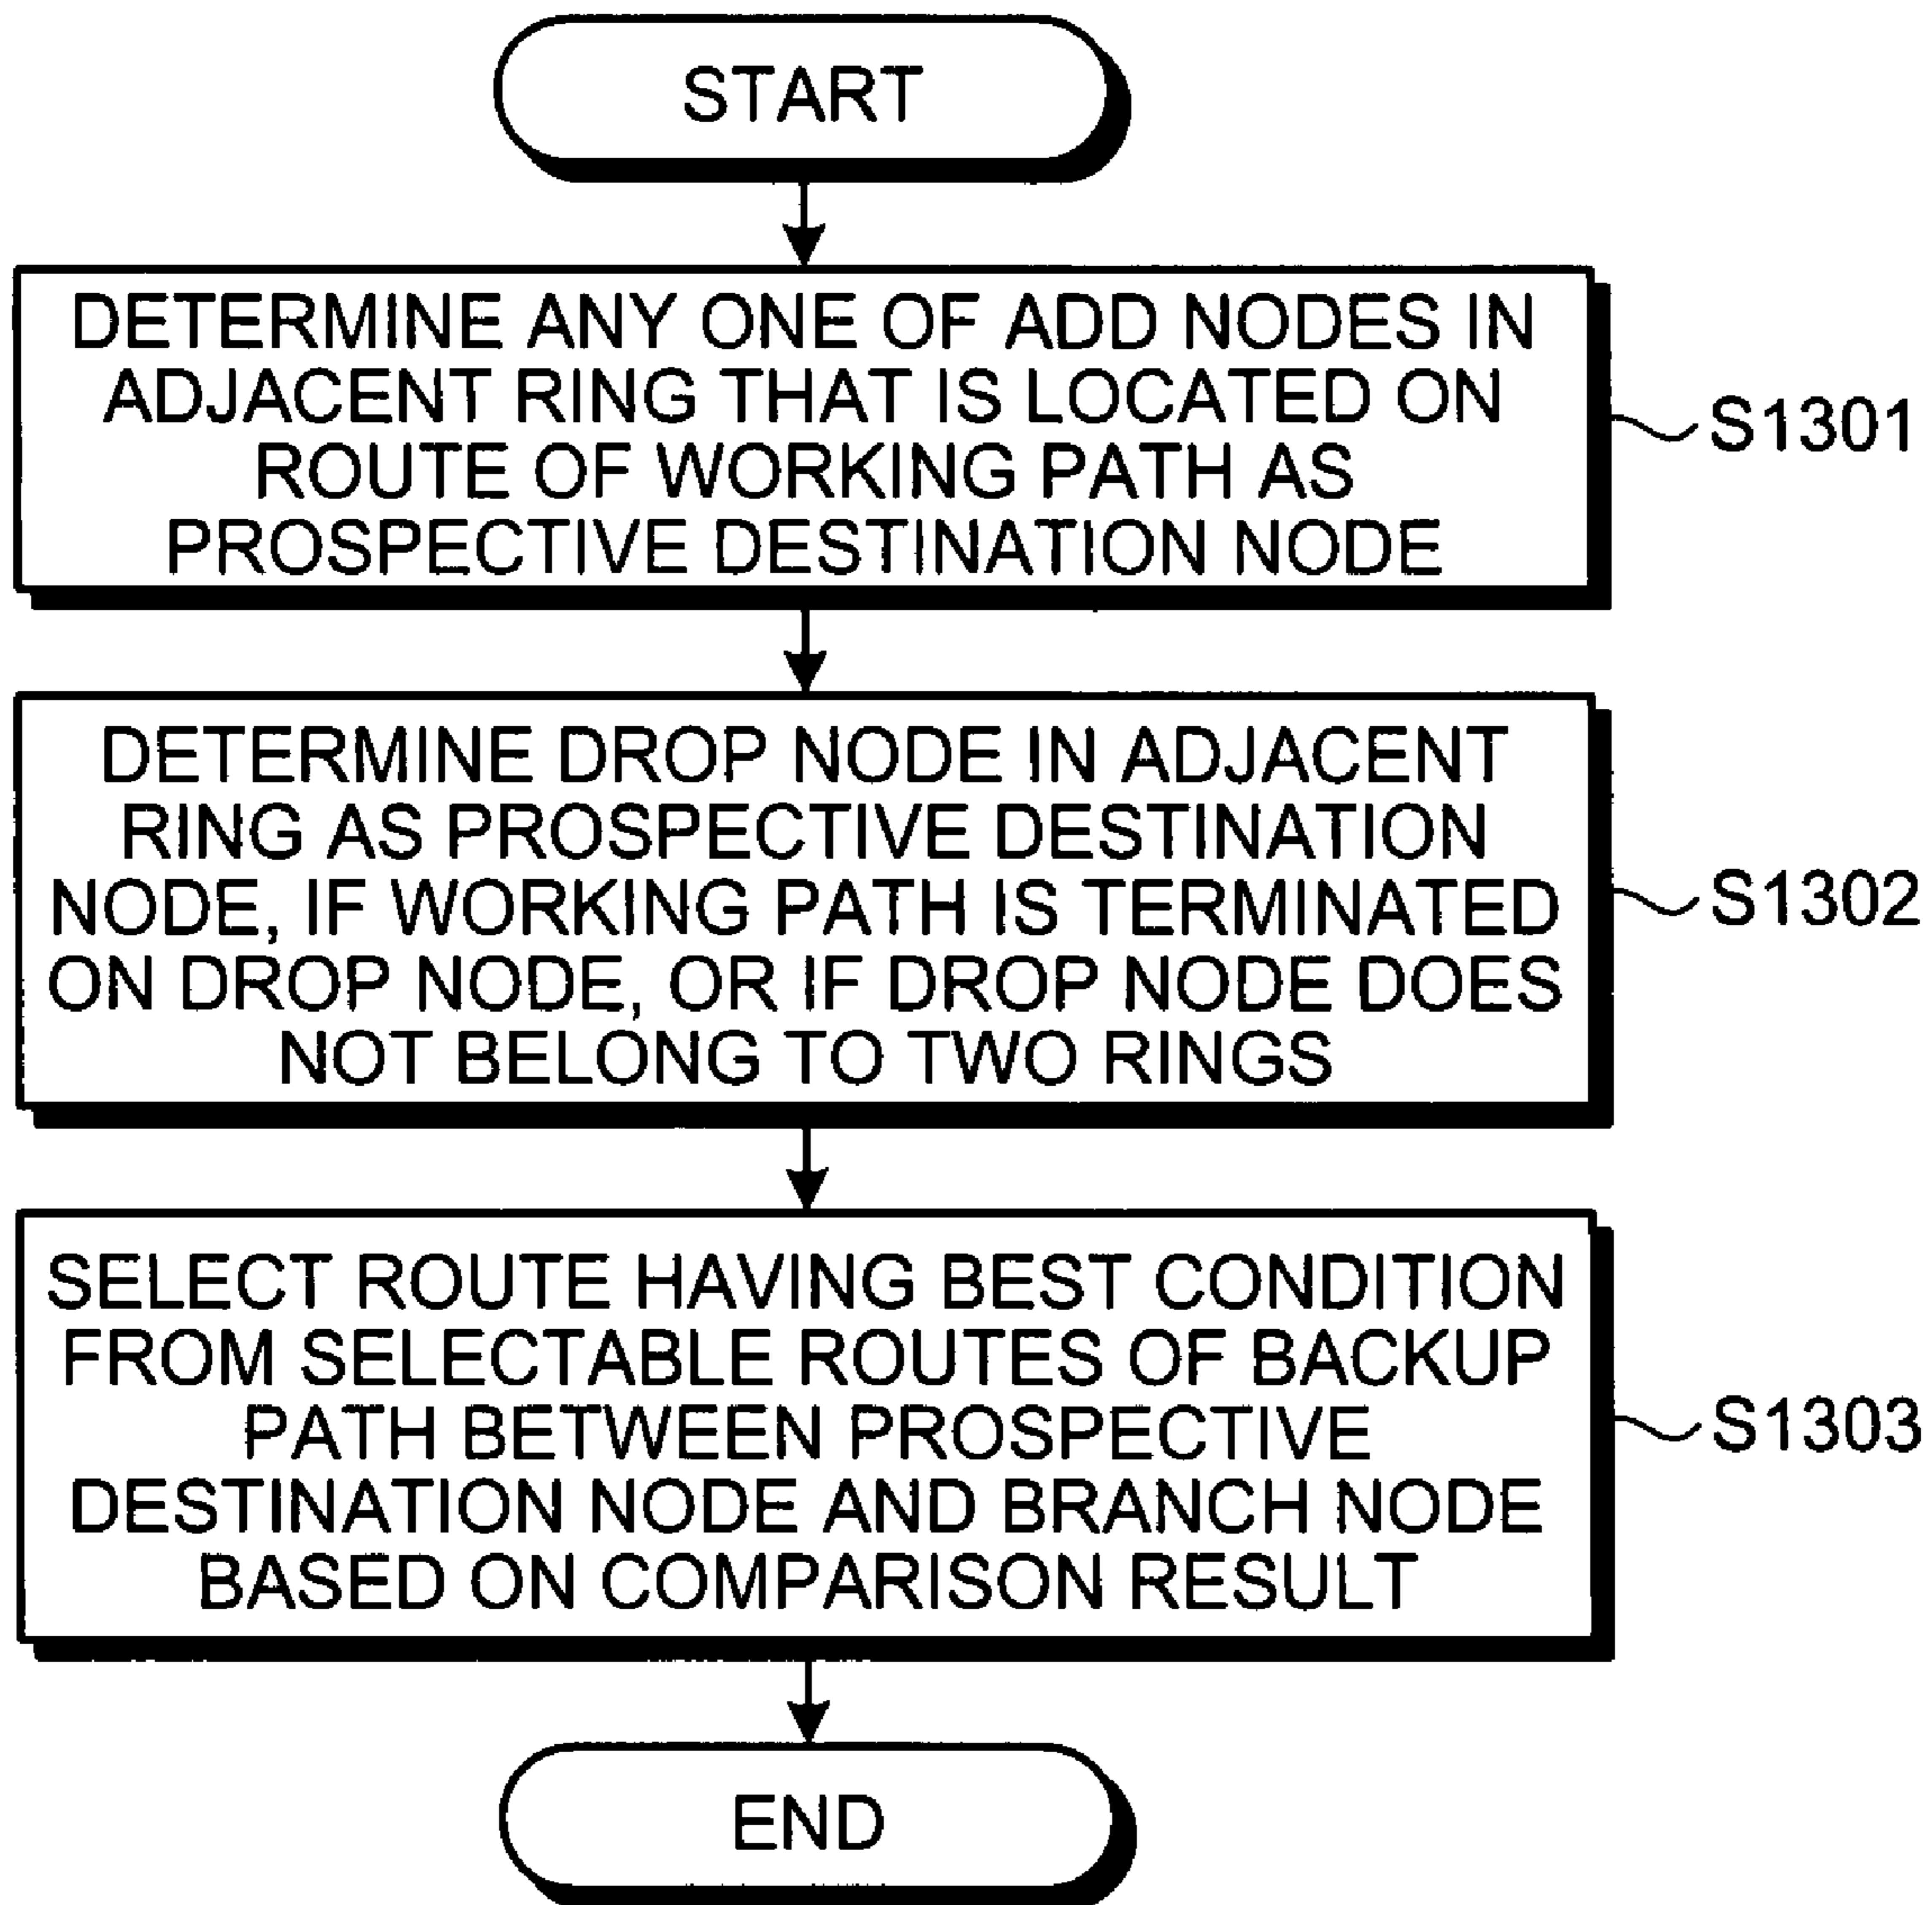 START
DETERMINE ANY ONE OF ADD NODES IN
ADJACENT RING THAT IS LOCATED ON
ROUTE OF WORKING PATH AS
PROSPECTIVE DESTINATION NODE
S1301
DETERMINE DROP NODE IN ADJACENT
RING AS PROSPECTIVE DESTINATION
NODE, IF WORKING PATH IS TERMINATED
ON DROP NODE, OR IF DROP NODE DOES
NOT BELONG TO TWO RINGS
S1302
SELECT ROUTE HAVING BEST CONDITION
FROM SELECTABLE ROUTES OF BACKUP
PATH BETWEEN PROSPECTIVE
DESTINATION NODE AND BRANCH NODE
BASED ON COMPARISON RESULT
S1303
END